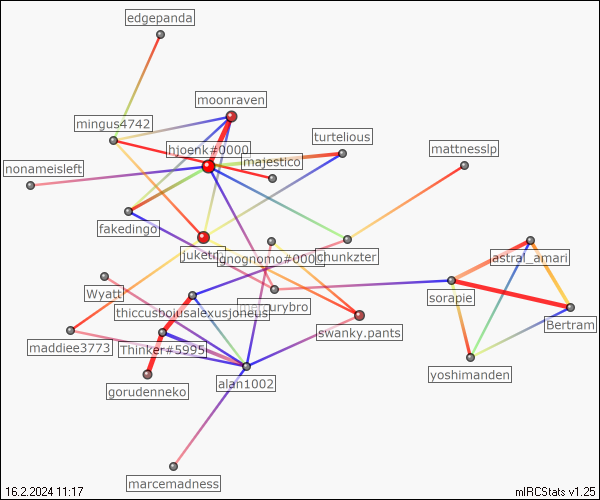 edgepanda
moonraven
mingus4742
turtelious
hjoenk#0000
mattnesslp
majestico
nonameisleft
fakedingo
chunkzter
astral_amari
gnognomo#0000
Wyatt
sorapie
mercurybro
thiccusboiusalexusjoneus
Bertram
swanky.pants
maddiee3773
Thinker#5995
yoshimanden
alan1002
gorudenneko
marcemadness
16.2.2024 11:17
mIRCStats v1.25